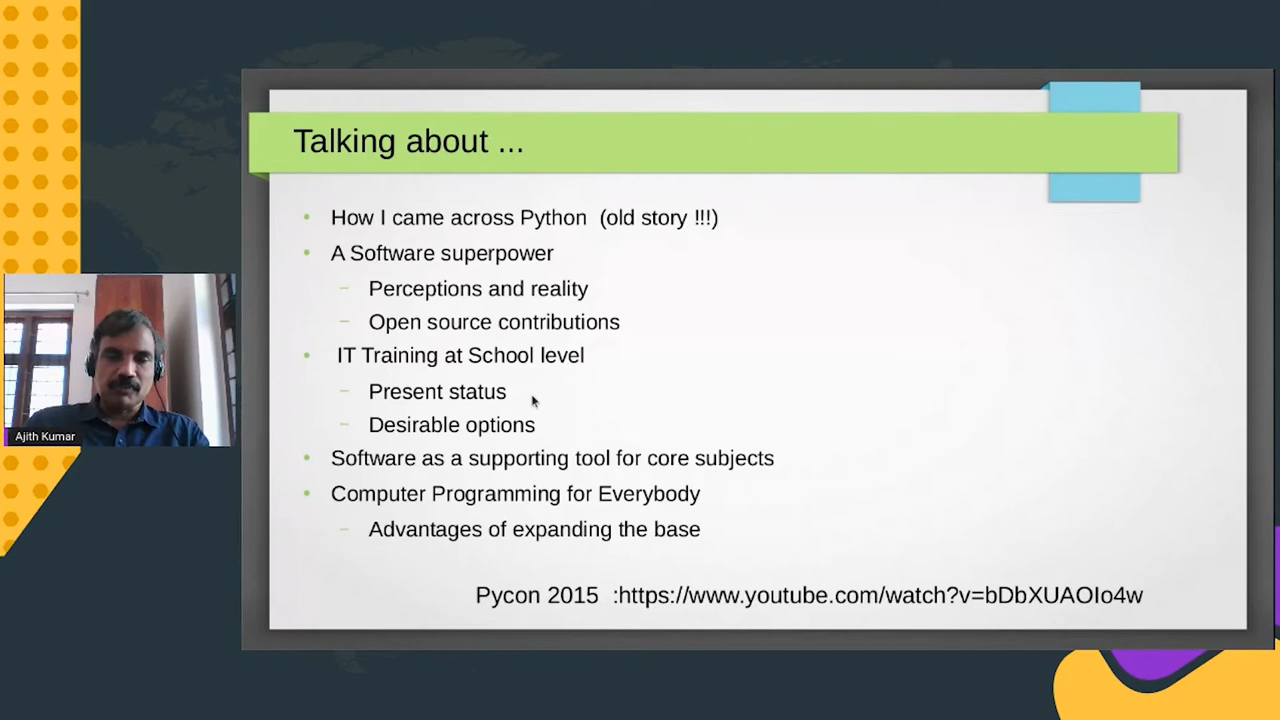 Talking about ...
• How I came across Python (old story !!!)
• A Software superpower
– Perceptions and reality
– Open source contributions
• IT Training at School level
– Present status
– Desirable options
• Software as a supporting tool for core subjects
• Computer Programming for Everybody
– Advantages of expanding the base
Pycon 2015 :https://www.youtube.com/watch?v=bDbXUAOIo4w
Ajith Kumar